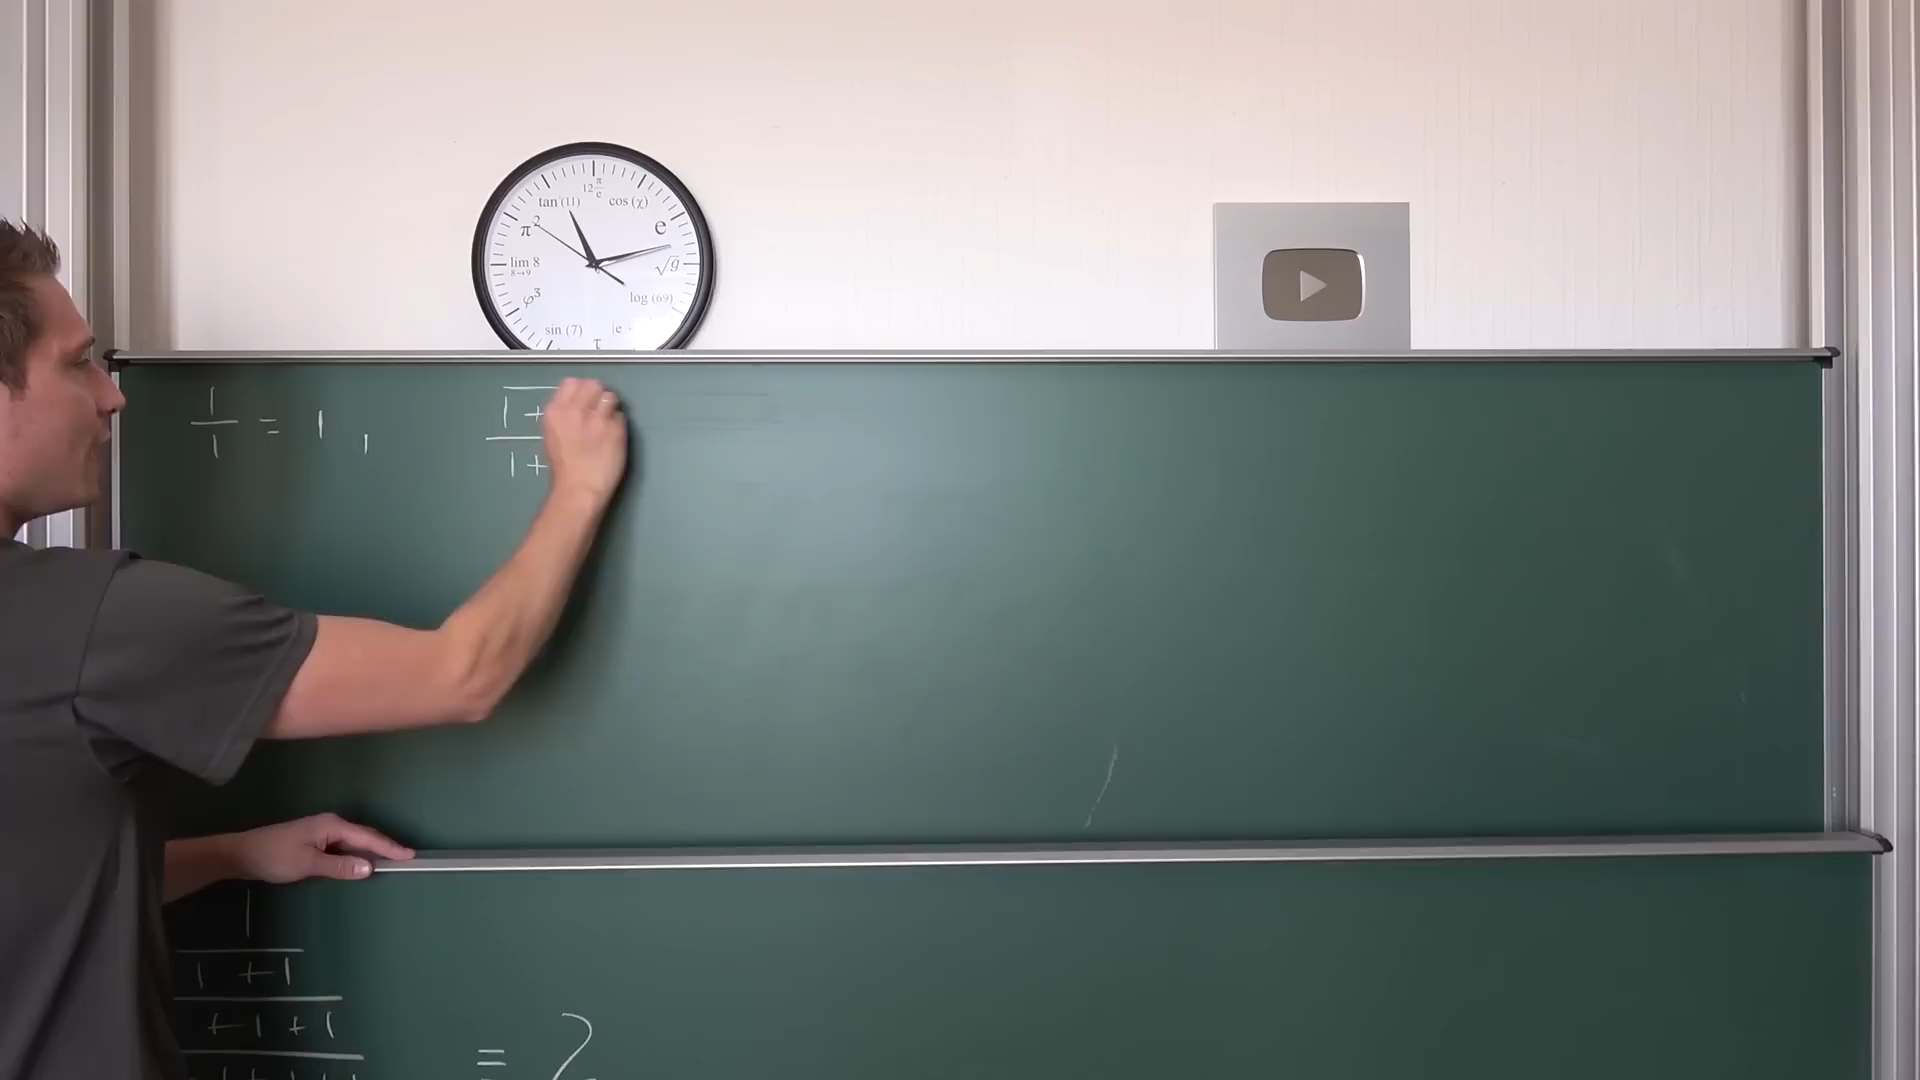 12 π/e
tan (11) cos (χ)
π² e
lim 8 √g
8→9
φ³ log (69)
sin (7) |e +
τ
1
1 = 1 ,
1 +
1 +
1
1 + 1
+ 1 + 1
= 2